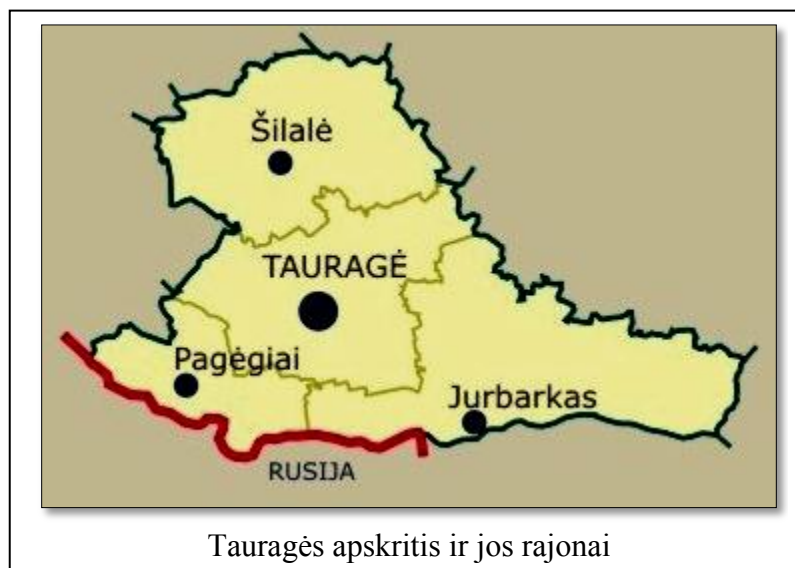 Šilalė
TAURAGĖ
Pagėgiai
Jurbarkas
RUSIJA
Tauragės apskritis ir jos rajonai